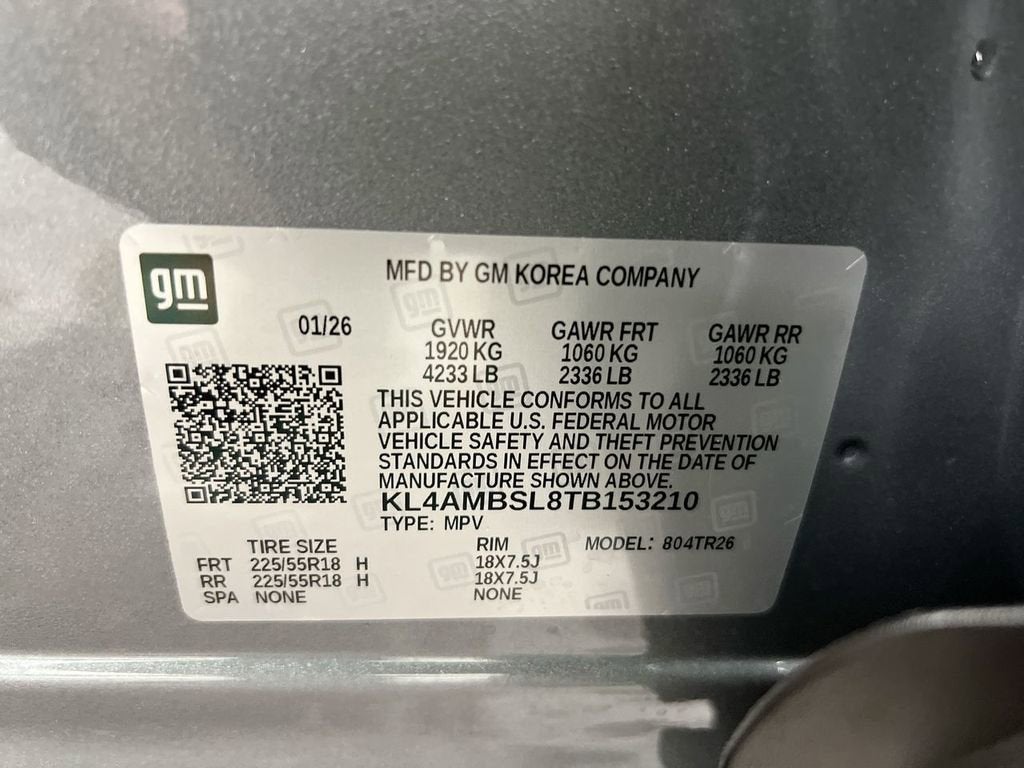 gm
MFD BY GM KOREA COMPANY
01/26
GVWR GAWR FRT GAWR RR
1920 KG 1060 KG 1060 KG
4233 LB 2336 LB 2336 LB
THIS VEHICLE CONFORMS TO ALL
APPLICABLE U.S. FEDERAL MOTOR
VEHICLE SAFETY AND THEFT PREVENTION
STANDARDS IN EFFECT ON THE DATE OF
MANUFACTURE SHOWN ABOVE.
KL4AMBSL8TB153210
TYPE: MPV
TIRE SIZE RIM MODEL: 804TR26
FRT 225/55R18 H 18X7.5J
RR 225/55R18 H 18X7.5J
SPA NONE NONE